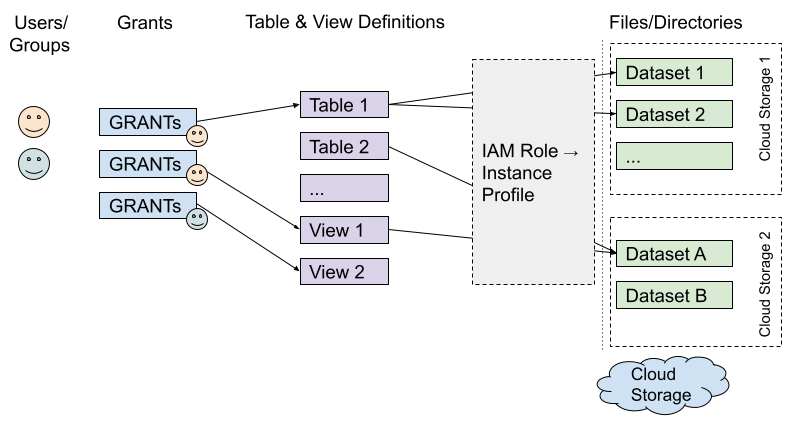 Users/
Groups
Grants
Table & View Definitions
Files/Directories
GRANTs
GRANTs
GRANTs
Table 1
Table 2
...
View 1
View 2
IAM Role →
Instance
Profile
Dataset 1
Dataset 2
...
Cloud Storage 1
Dataset A
Dataset B
Cloud Storage 2
Cloud
Storage